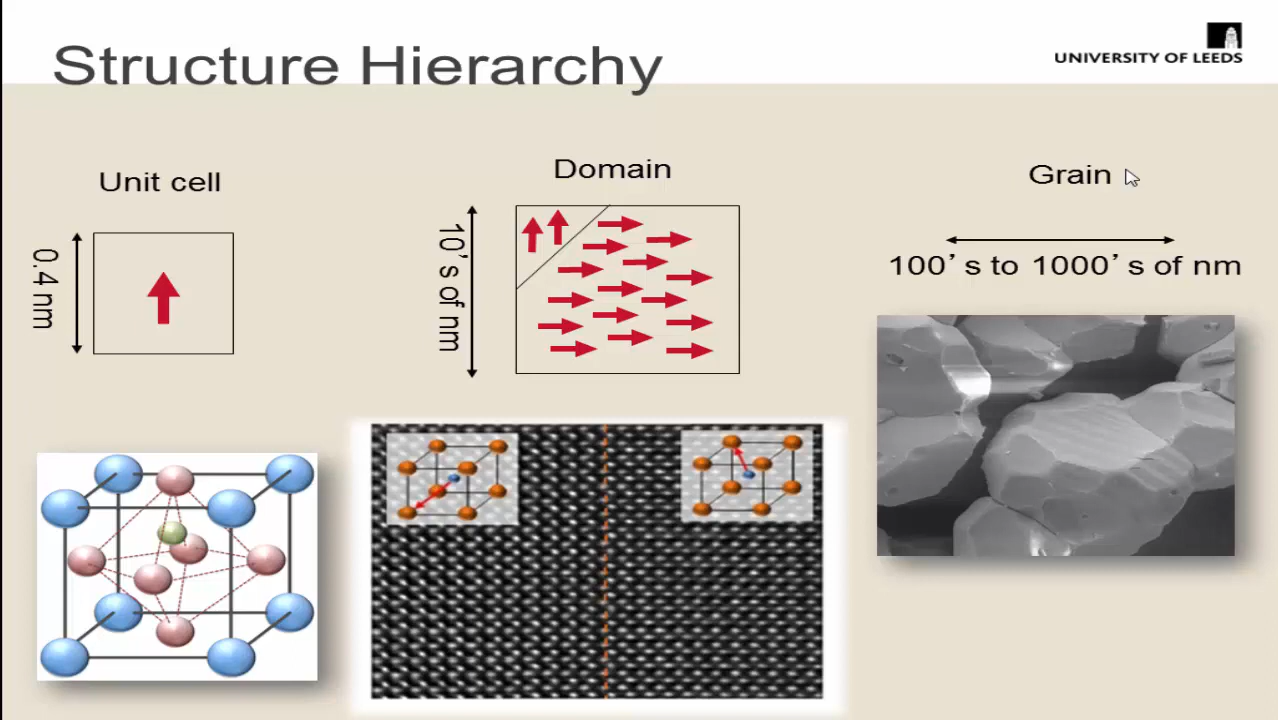 Structure Hierarchy
UNIVERSITY OF LEEDS
Unit cell
0.4 nm
Domain
10's of nm
Grain
100's to 1000's of nm